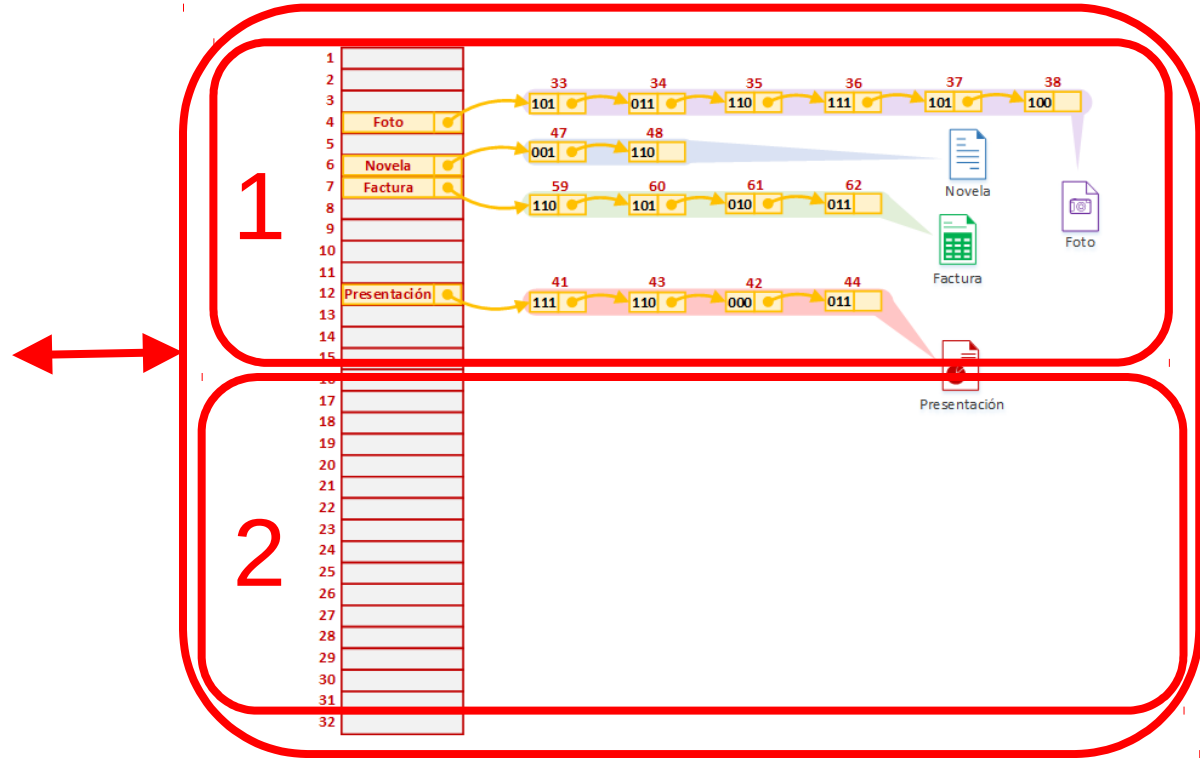 1
2
3
4 Foto
5
6 Novela
7 Factura
8
9
10
11
12 Presentación
13
14
15
16
17
18
19
20
21
22
23
24
25
26
27
28
29
30
31
32
33 34 35 36 37 38
101 011 110 111 101 100
47 48
001 110
Novela
59 60 61 62
110 101 010 011
Foto
Factura
41 43 42 44
111 110 000 011
Presentación
1
2